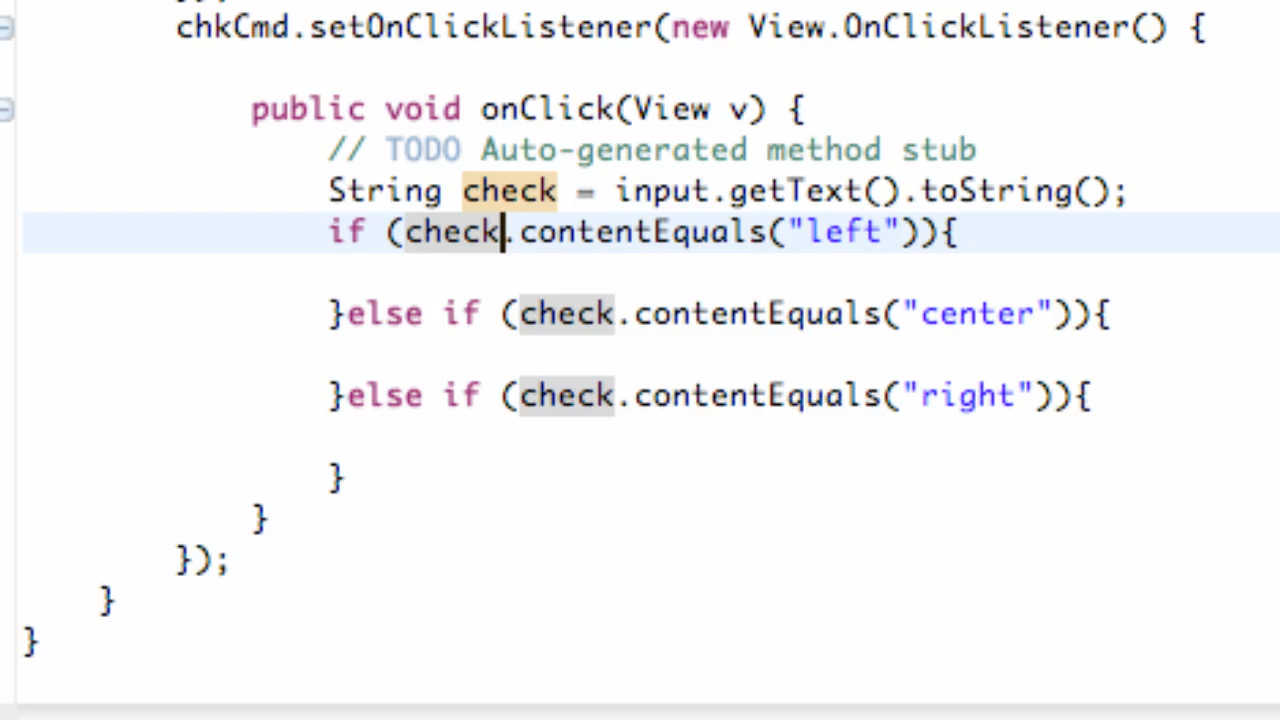 chkCmd.setOnClickListener(new View.OnClickListener() {
public void onClick(View v) {
// TODO Auto-generated method stub
String check = input.getText().toString();
if (check.contentEquals("left")){
}else if (check.contentEquals("center")){
}else if (check.contentEquals("right")){
}
}
});
}
}